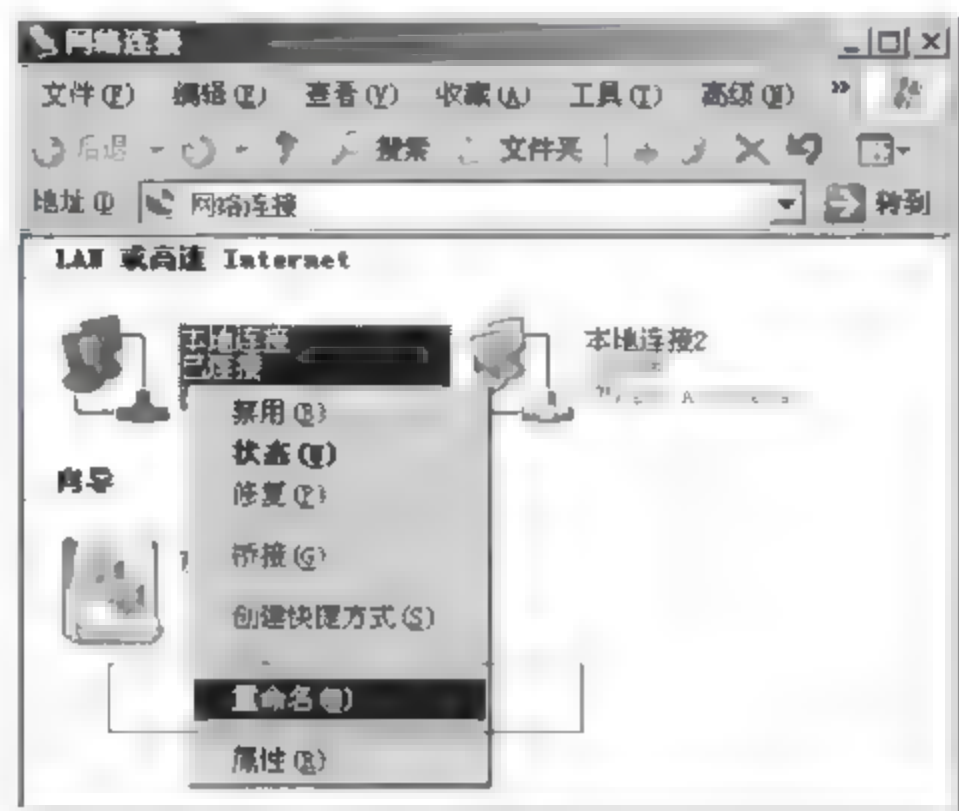 网络连接
文件(F) 编辑(E) 查看(V) 收藏(A) 工具(T) 高级(N) »
后退 搜索 文件夹
地址(D) 网络连接 转到
LAN 或高速 Internet
本地连接
已连接
本地连接2
禁用(B)
状态(U)
修复(P)
向导
桥接(G)
创建快捷方式(S)
重命名(M)
属性(R)